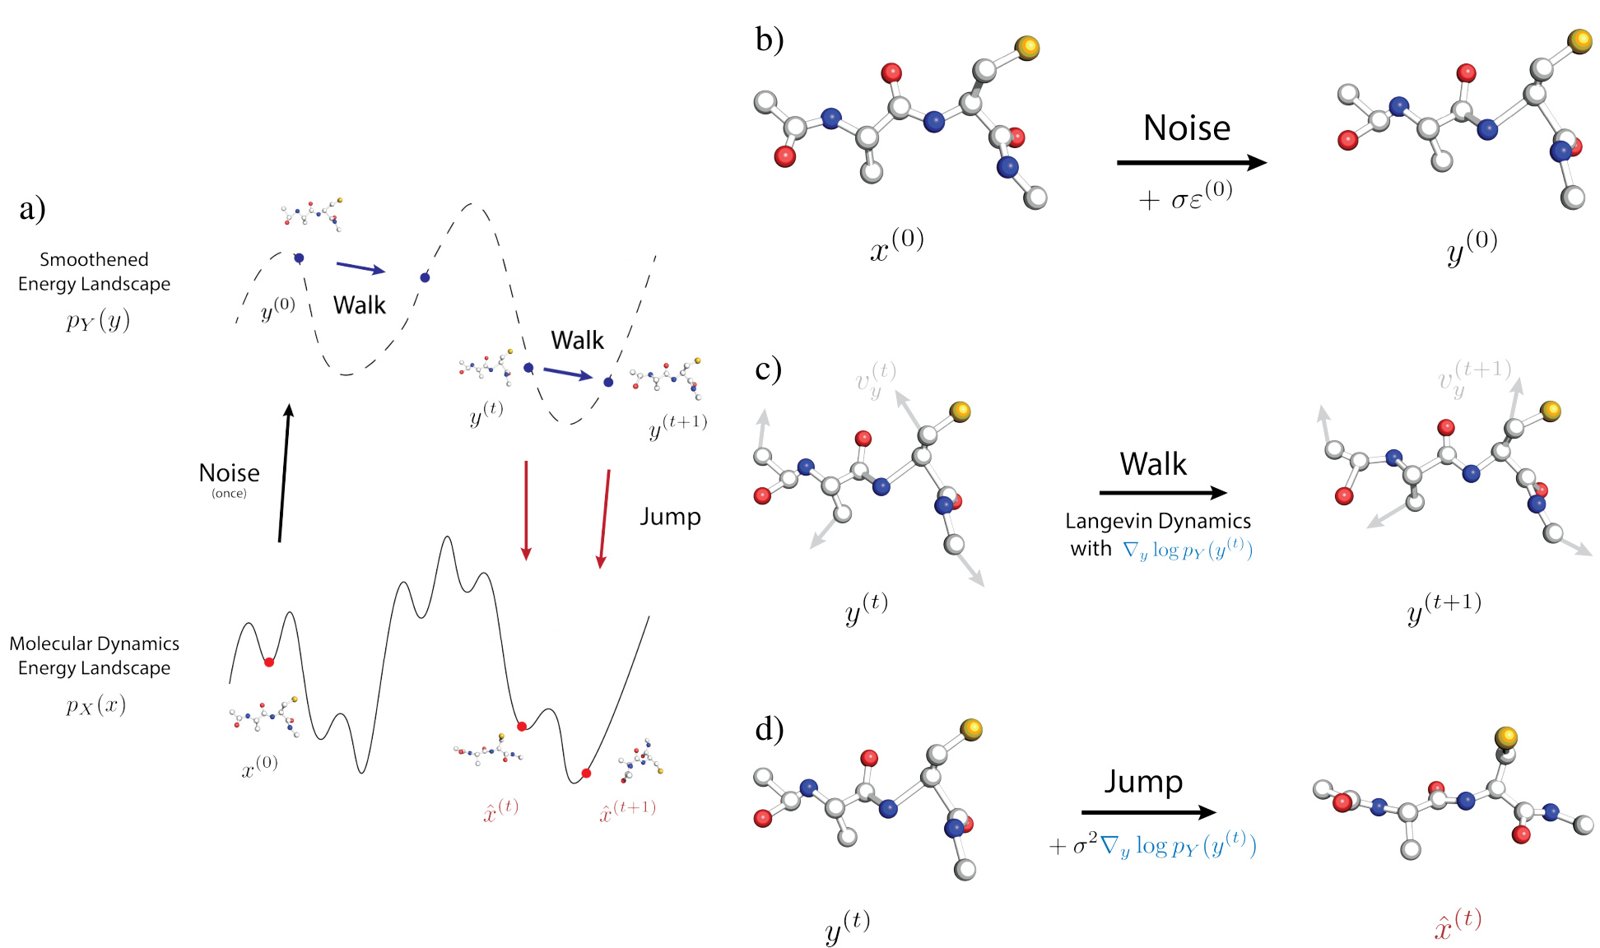 a)
Smoothened
Energy Landscape
p_Y(y)
y^{(0)}
Walk
Walk
y^{(t)}
y^{(t+1)}
Noise
(once)
Jump
Molecular Dynamics
Energy Landscape
p_X(x)
x^{(0)}
x̂^{(t)}
x̂^{(t+1)}
b)
Noise
+ σε^{(0)}
x^{(0)}
y^{(0)}
c)
v_y^{(t)}
v_y^{(t+1)}
Walk
Langevin Dynamics
with ∇_y log p_Y(y^{(t)})
y^{(t)}
y^{(t+1)}
d)
Jump
+ σ²∇_y log p_Y(y^{(t)})
y^{(t)}
x̂^{(t)}